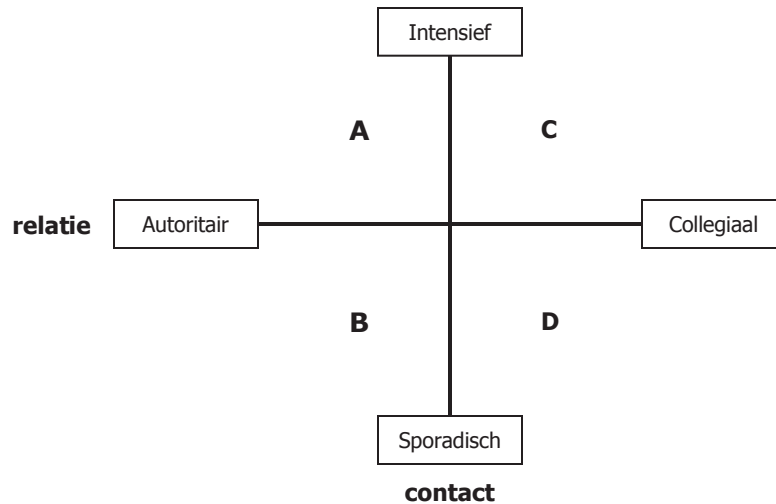 Intensief
A
C
relatie
Autoritair
Collegiaal
B
D
Sporadisch
contact